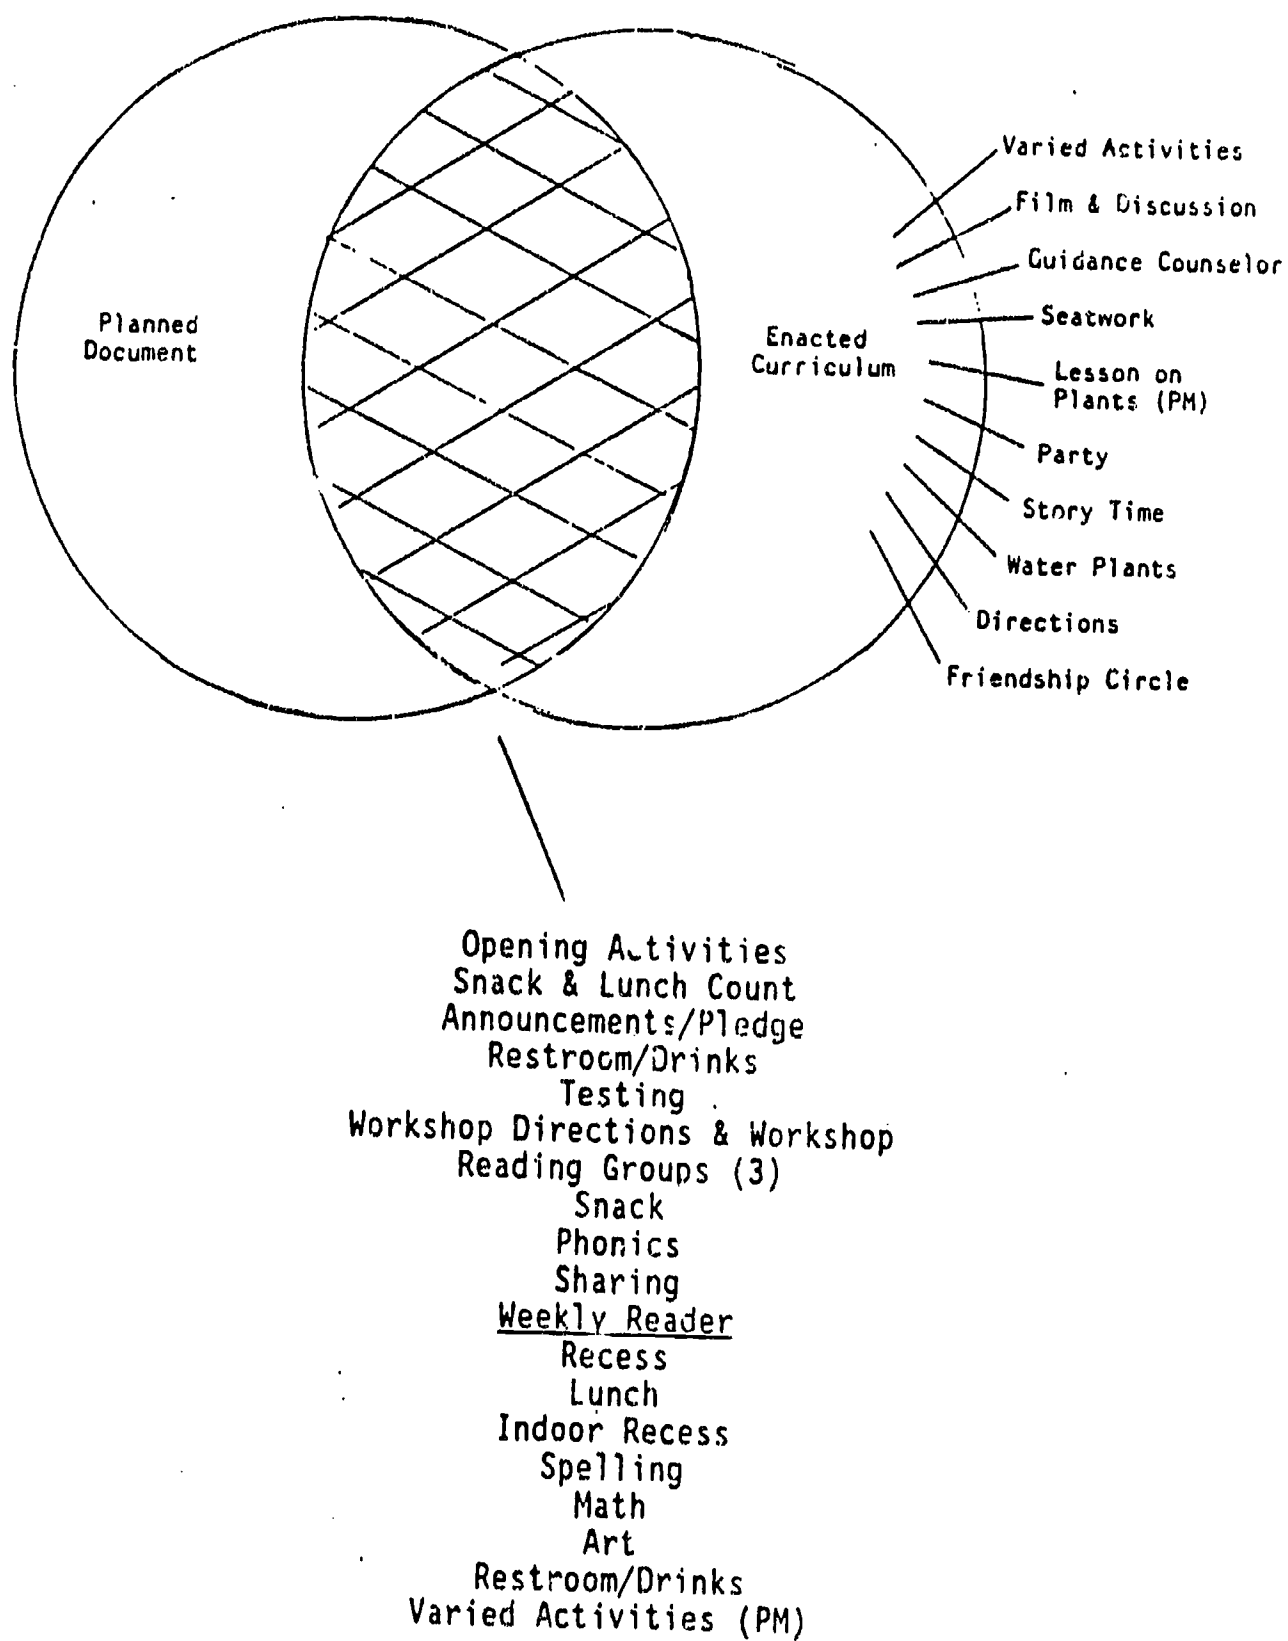 Varied Activities
Film & Discussion
Guidance Counselor
Seatwork
Planned
Document
Enacted
Curriculum
Lesson on
Plants (PM)
Party
Story Time
Water Plants
Directions
Friendship Circle
Opening Activities
Snack & Lunch Count
Announcements/Pledge
Restroom/Drinks
Testing
Workshop Directions & Workshop
Reading Groups (3)
Snack
Phonics
Sharing
Weekly Reader
Recess
Lunch
Indoor Recess
Spelling
Math
Art
Restroom/Drinks
Varied Activities (PM)